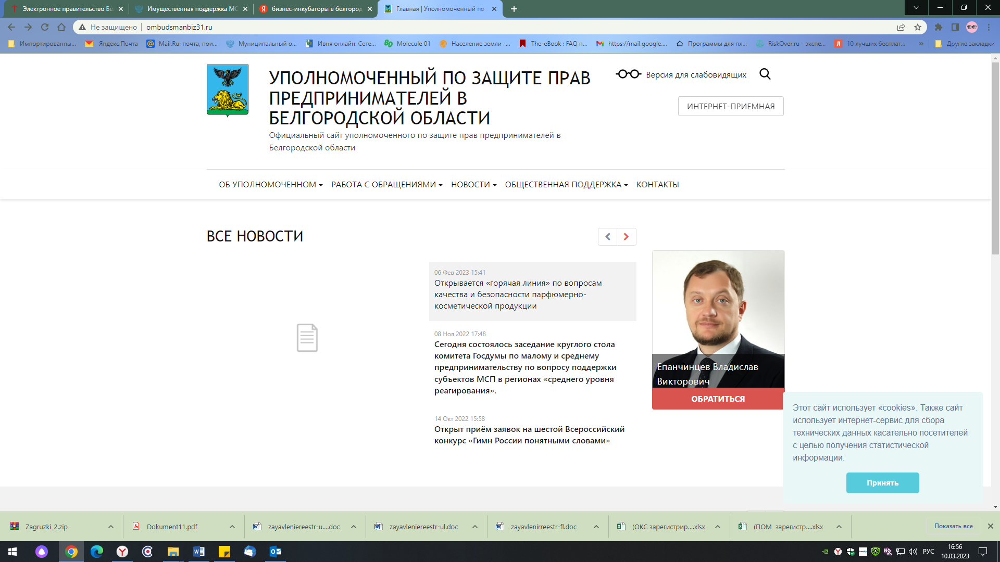 Электронное правительство Бе
Имущественная поддержка МС
бизнес-инкубаторы в белгород
Главная | Уполномоченный по
Не защищено
ombudsmanbiz31.ru
Импортированны...
Яндекс.Почта
Mail.Ru: почта, пои...
Муниципальный о...
Ивня онлайн. Сете...
Molecule 01
Население земли -...
The-eBook : FAQ п...
https://mail.google....
Программы для пл...
RiskOver.ru - экспе...
10 лучших бесплат...
»
Другие закладки
УПОЛНОМОЧЕННЫЙ ПО ЗАЩИТЕ ПРАВ
ПРЕДПРИНИМАТЕЛЕЙ В
БЕЛГОРОДСКОЙ ОБЛАСТИ
Официальный сайт уполномоченного по защите прав предпринимателей в
Белгородской области
Версия для слабовидящих
ИНТЕРНЕТ-ПРИЕМНАЯ
ОБ УПОЛНОМОЧЕННОМ
РАБОТА С ОБРАЩЕНИЯМИ
НОВОСТИ
ОБЩЕСТВЕННАЯ ПОДДЕРЖКА
КОНТАКТЫ
ВСЕ НОВОСТИ
06 Фев 2023 15:41
Открывается «горячая линия» по вопросам
качества и безопасности парфюмерно-
косметической продукции
08 Ноя 2022 17:48
Сегодня состоялось заседание круглого стола
комитета Госдумы по малому и среднему
предпринимательству по вопросу поддержки
субъектов МСП в регионах «среднего уровня
реагирования».
14 Окт 2022 15:58
Открыт приём заявок на шестой Всероссийский
конкурс «Гимн России понятными словами»
Епанчинцев Владислав
Викторович
ОБРАТИТЬСЯ
Этот сайт использует «cookies». Также сайт
использует интернет-сервис для сбора
технических данных касательно посетителей
с целью получения статистической
информации.
Принять
Zagruzki_2.zip
Dokument11.pdf
zayavleniereestr-u....doc
zayavleniereestr-ul.doc
zayavlenirreestr-fl.doc
(ОКС зарегистрир....xlsx
(ПОМ зарегистр....xlsx
Показать все
РУС
16:56
10.03.2023